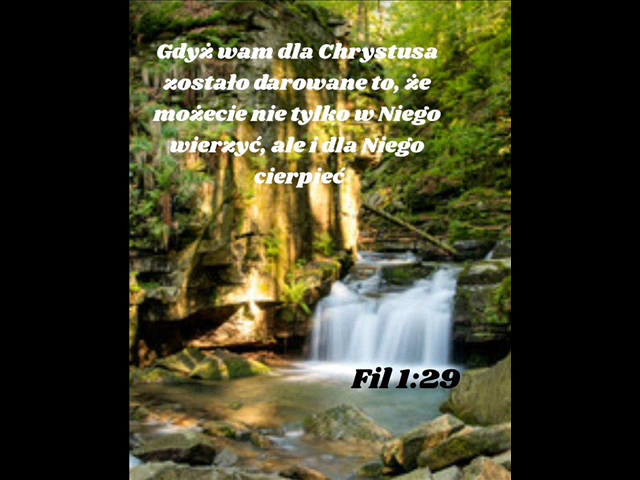 Gdyż wam dla Chrystusa
zostało darowane to, że
możecie nie tylko w Niego
wierzyć, ale i dla Niego
cierpieć
Fil 1:29